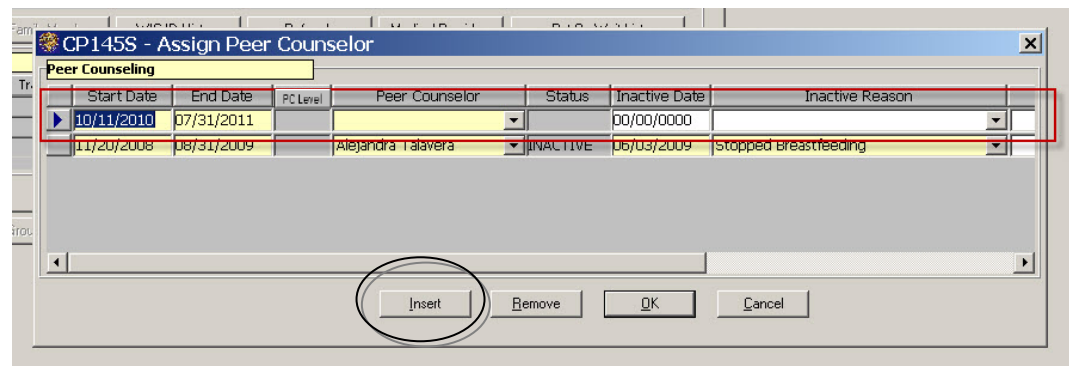 CP145S - Assign Peer Counselor
Peer Counseling
Start Date End Date PC Level Peer Counselor Status Inactive Date Inactive Reason
10/11/2010 07/31/2011 00/00/0000
11/20/2008 08/31/2009 Alejandra Talavera INACTIVE 06/03/2009 Stopped Breastfeeding
Insert Remove OK Cancel